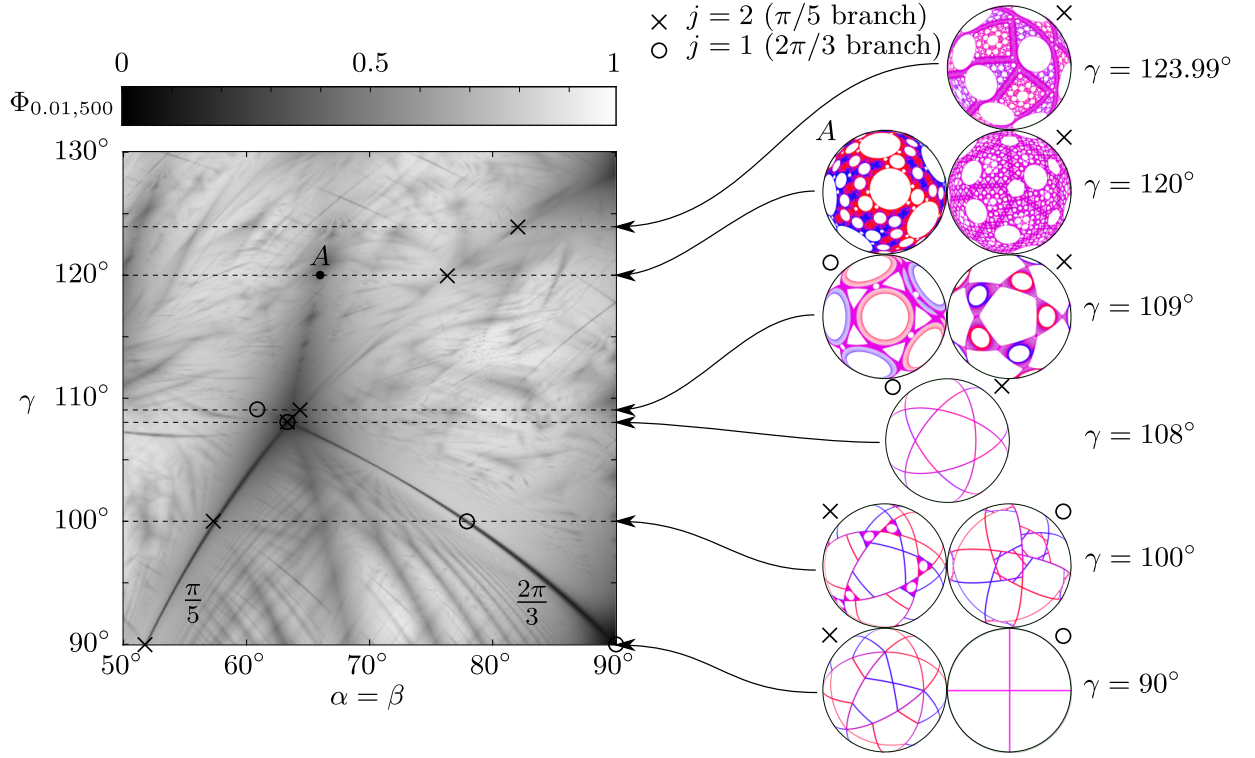 × j = 2 (π/5 branch)
○ j = 1 (2π/3 branch)
0 0.5 1
Φ0.01,500
130°
120°
110°
100°
90°
γ
50° 60° 70° 80° 90°
α = β
A
π/5
2π/3
A
γ = 123.99°
γ = 120°
γ = 109°
γ = 108°
γ = 100°
γ = 90°